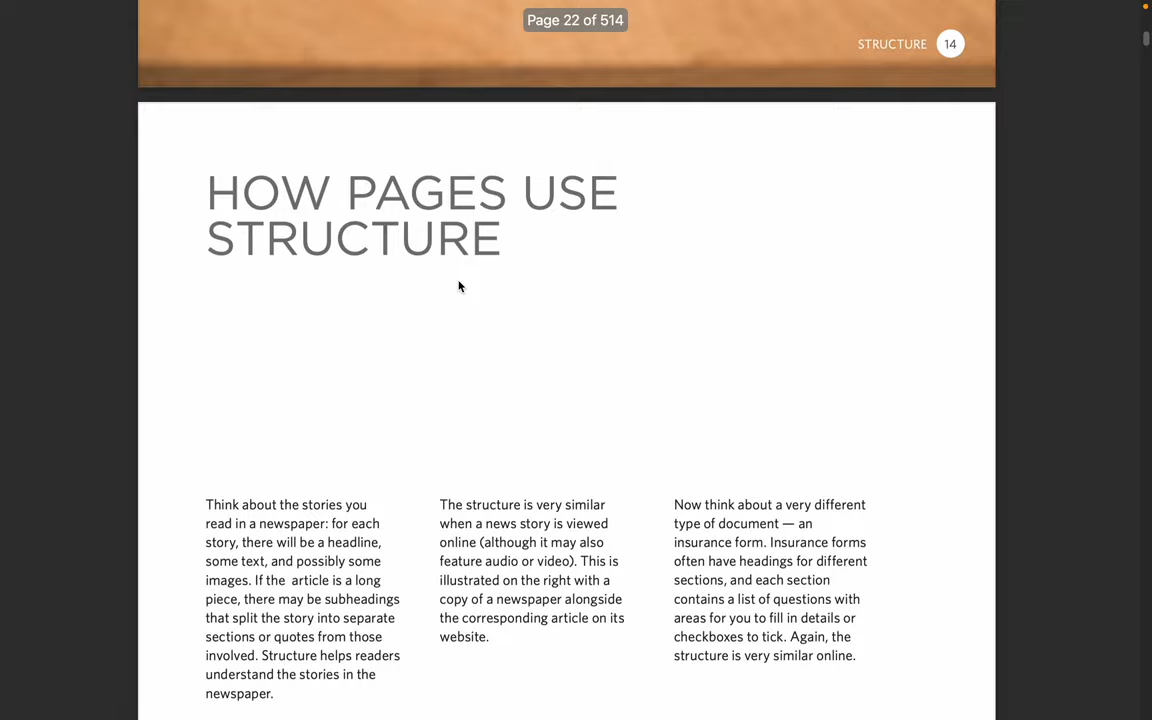 Page 22 of 514
STRUCTURE 14
HOW PAGES USE
STRUCTURE
Think about the stories you
read in a newspaper: for each
story, there will be a headline,
some text, and possibly some
images. If the article is a long
piece, there may be subheadings
that split the story into separate
sections or quotes from those
involved. Structure helps readers
understand the stories in the
newspaper.
The structure is very similar
when a news story is viewed
online (although it may also
feature audio or video). This is
illustrated on the right with a
copy of a newspaper alongside
the corresponding article on its
website.
Now think about a very different
type of document — an
insurance form. Insurance forms
often have headings for different
sections, and each section
contains a list of questions with
areas for you to fill in details or
checkboxes to tick. Again, the
structure is very similar online.